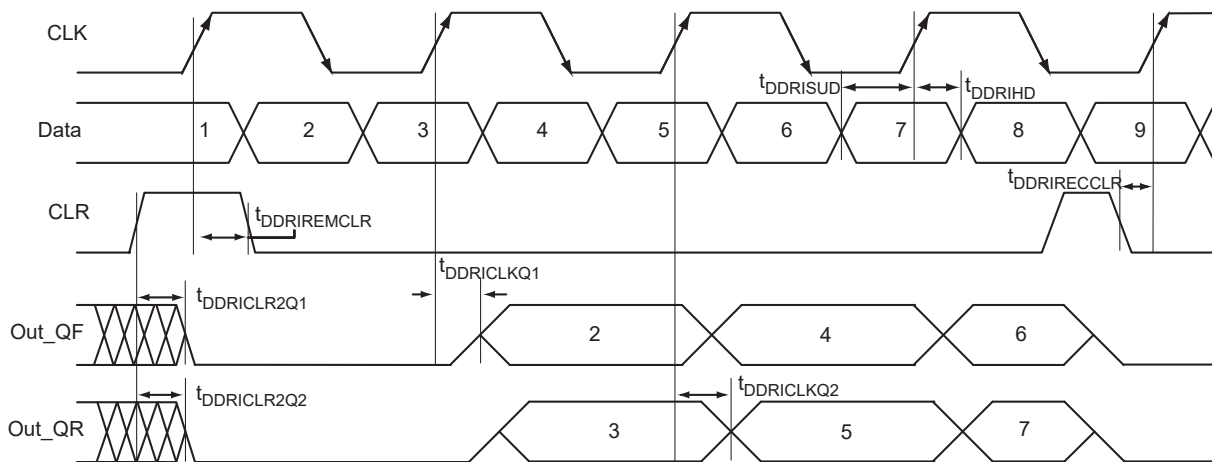 CLK
tDDRISUD
tDDRIHD
Data
1 2 3 4 5 6 7 8 9
CLR
tDDRIREMCLR
tDDRIRECCLR
tDDRICLKQ1
tDDRICLR2Q1
Out_QF
2 4 6
tDDRICLR2Q2
tDDRICLKQ2
Out_QR
3 5 7